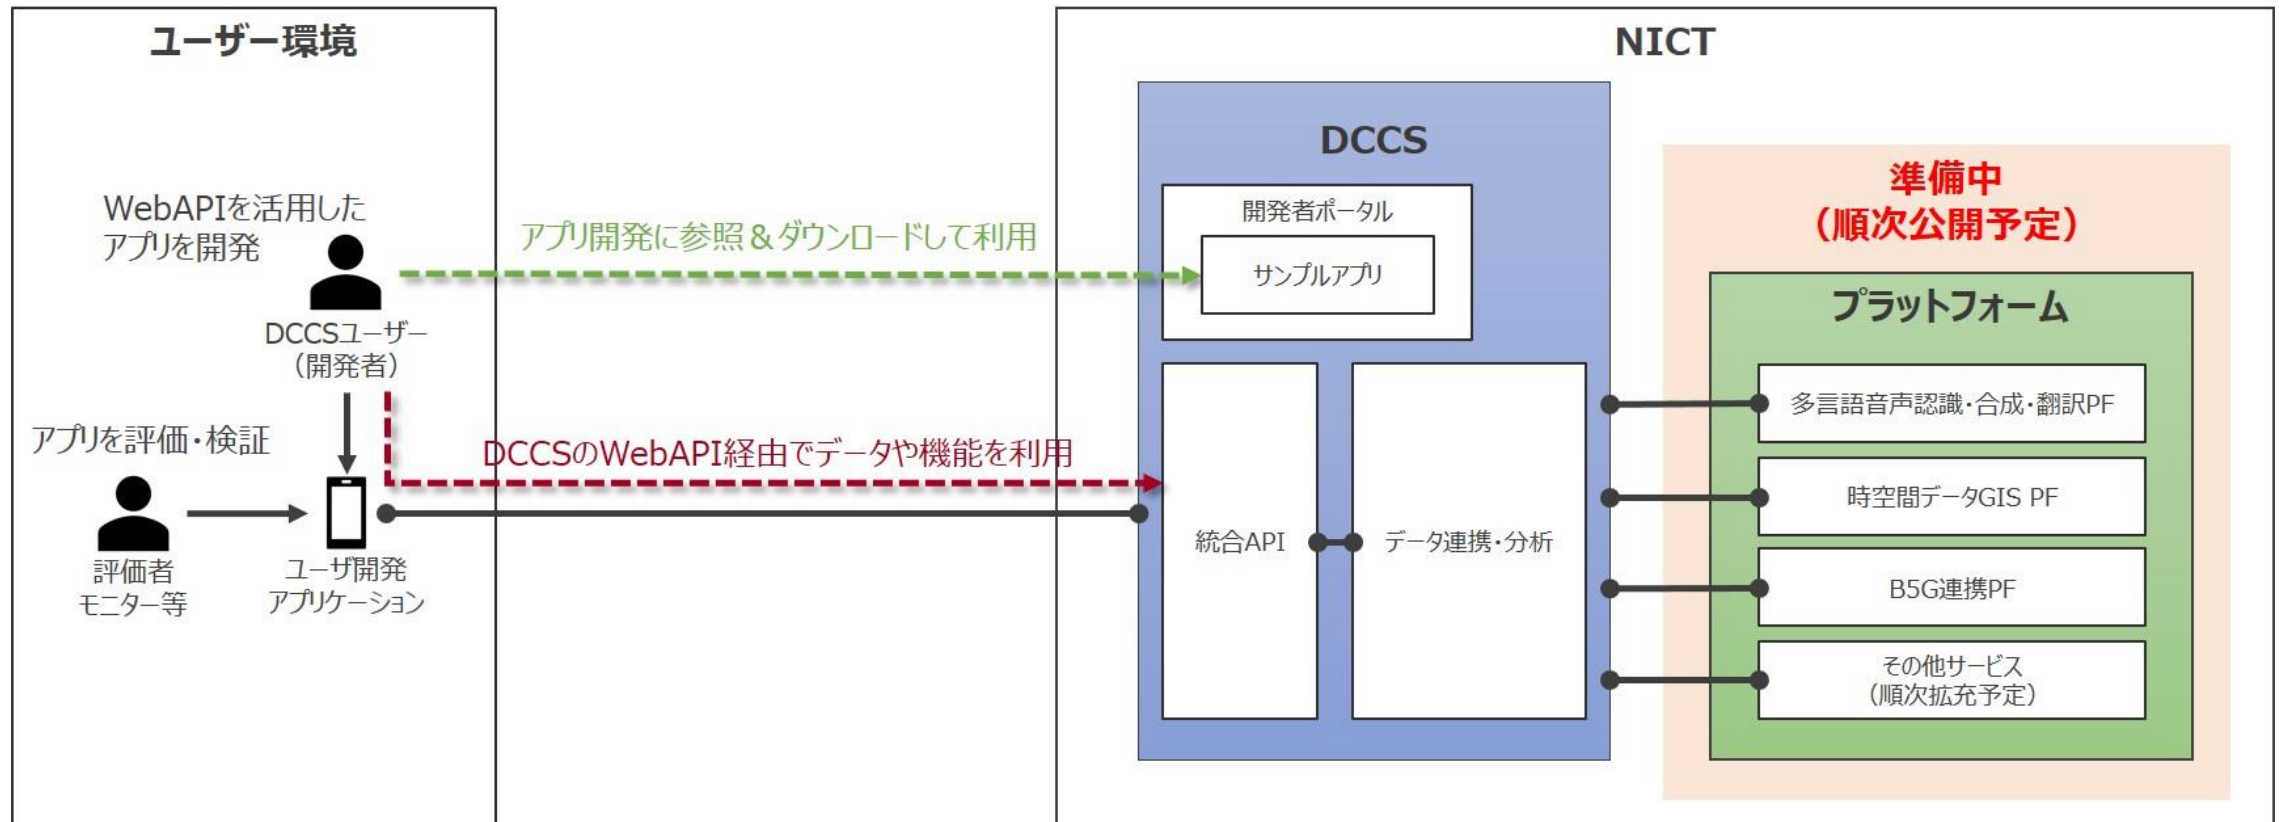 ユーザー環境
WebAPIを活用した
アプリを開発
DCCSユーザー
（開発者）
アプリを評価・検証
評価者
モニター等
ユーザ開発
アプリケーション
アプリ開発に参照＆ダウンロードして利用
DCCSのWebAPI経由でデータや機能を利用
NICT
DCCS
開発者ポータル
サンプルアプリ
統合API
データ連携・分析
準備中
（順次公開予定）
プラットフォーム
多言語音声認識・合成・翻訳PF
時空間データGIS PF
B5G連携PF
その他サービス
（順次拡充予定）